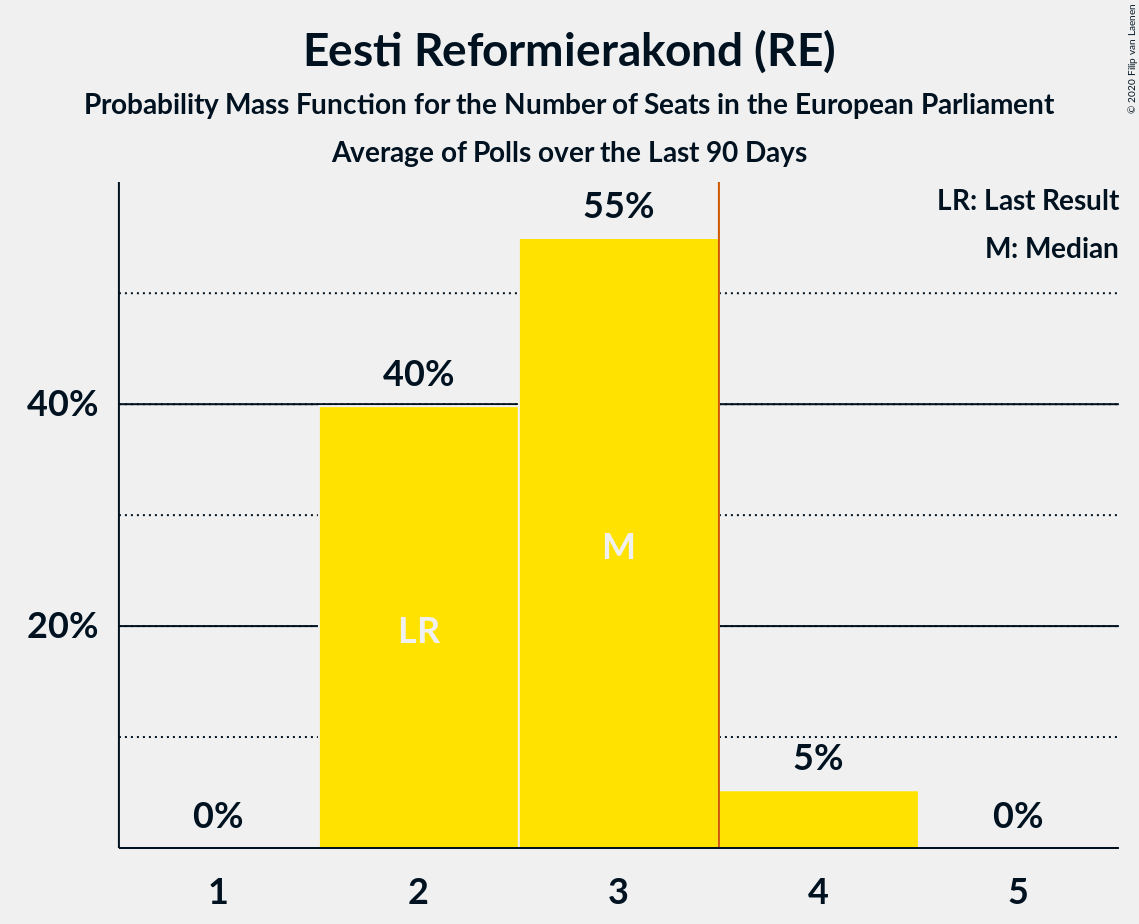 Eesti Reformierakond (RE)
Probability Mass Function for the Number of Seats in the European Parliament
Average of Polls over the Last 90 Days
© 2020 Filip van Laenen
LR: Last Result
M: Median
55%
40%
40%
M
LR
20%
5%
0%
0%
1 2 3 4 5